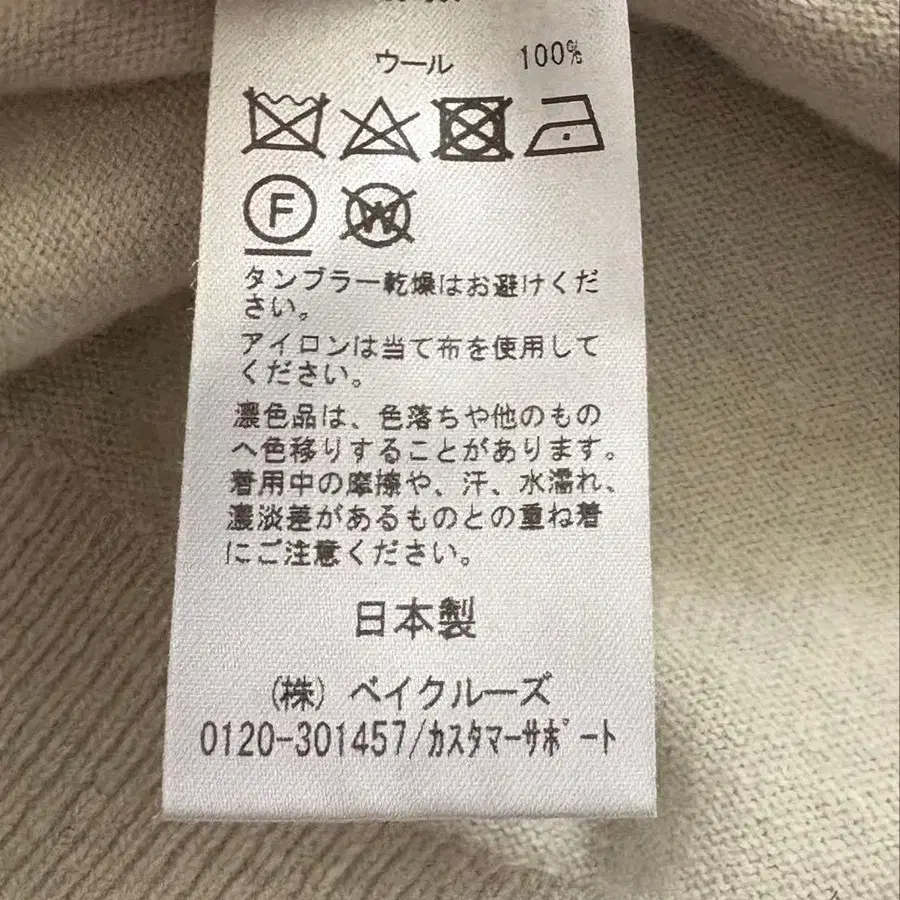 ウール 100%
F W
タンブラー乾燥はお避けくだ
さい。
アイロンは当て布を使用して
ください。
濃色品は、色落ちや他のもの
へ色移りすることがあります。
着用中の摩擦や、汗、水濡れ、
濃淡差があるものとの重ね着
にご注意ください。
日本製
(株) ベイクルーズ
0120-301457/カスタマーサポート